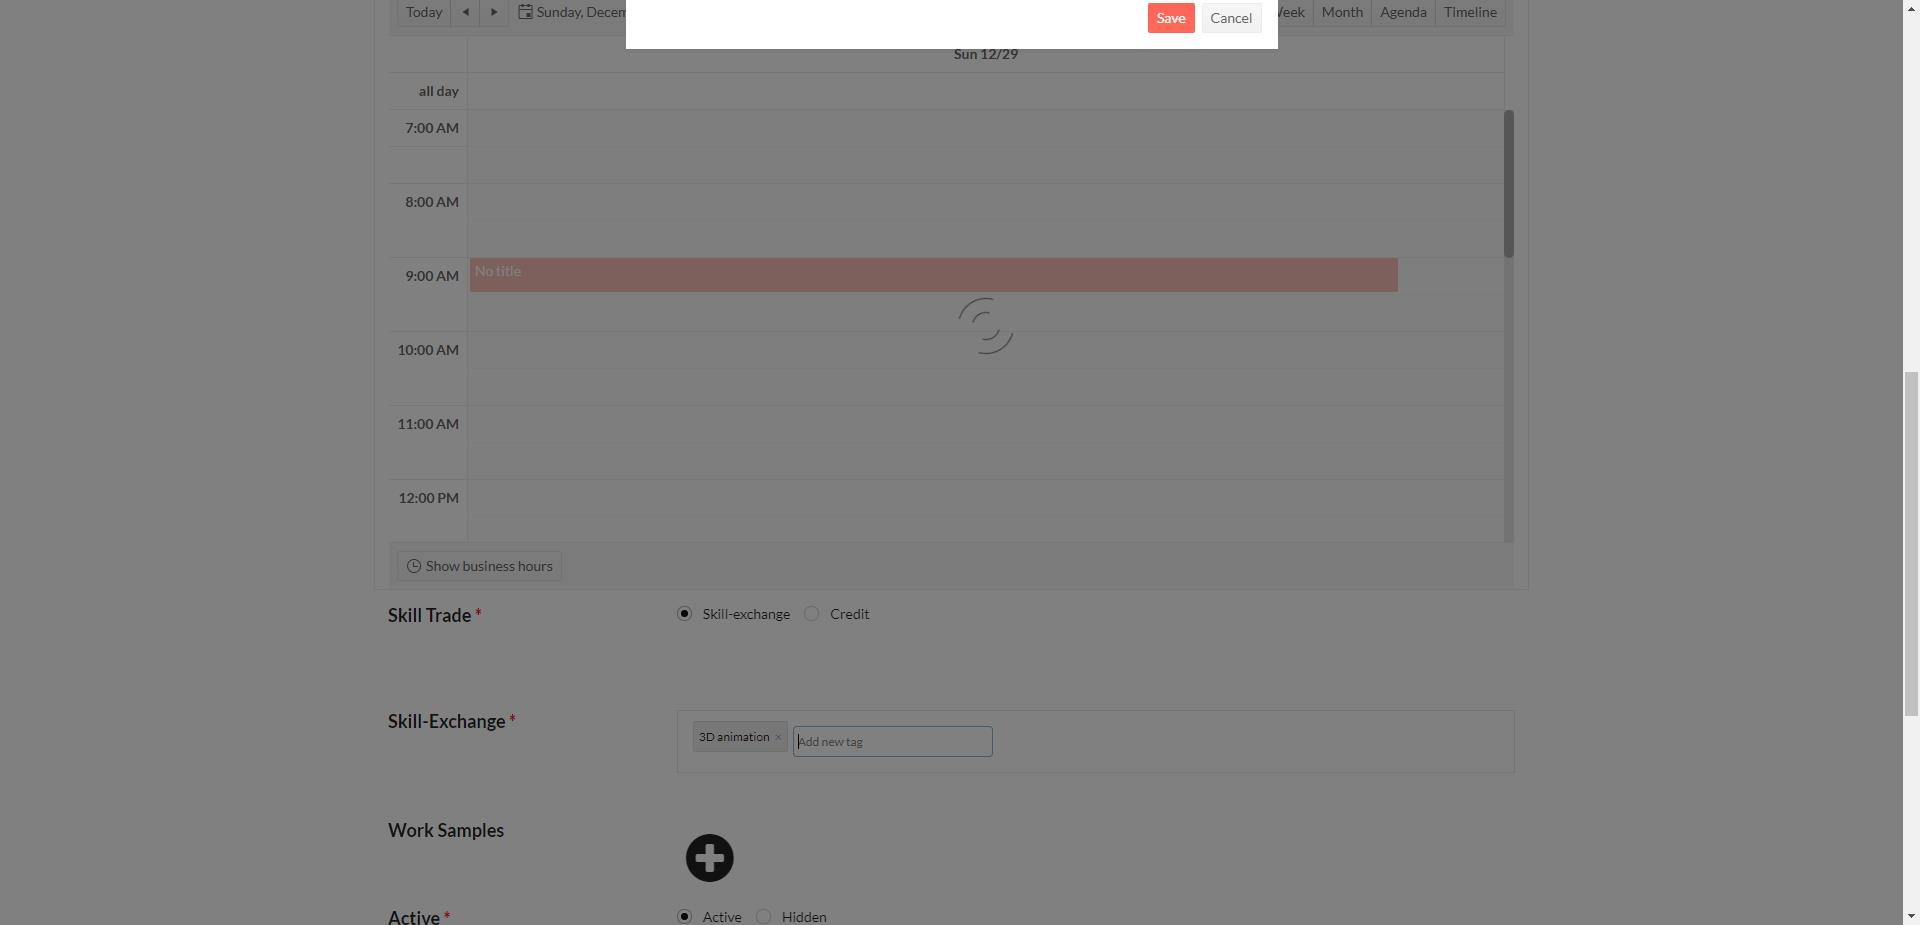 Today Sunday, Decem Week Month Agenda Timeline
Save Cancel
Sun 12/29
all day
7:00 AM
8:00 AM
9:00 AM No title
10:00 AM
11:00 AM
12:00 PM
Show business hours
Skill Trade * Skill-exchange Credit
Skill-Exchange * 3D animation × Add new tag
Work Samples
Active * Active Hidden